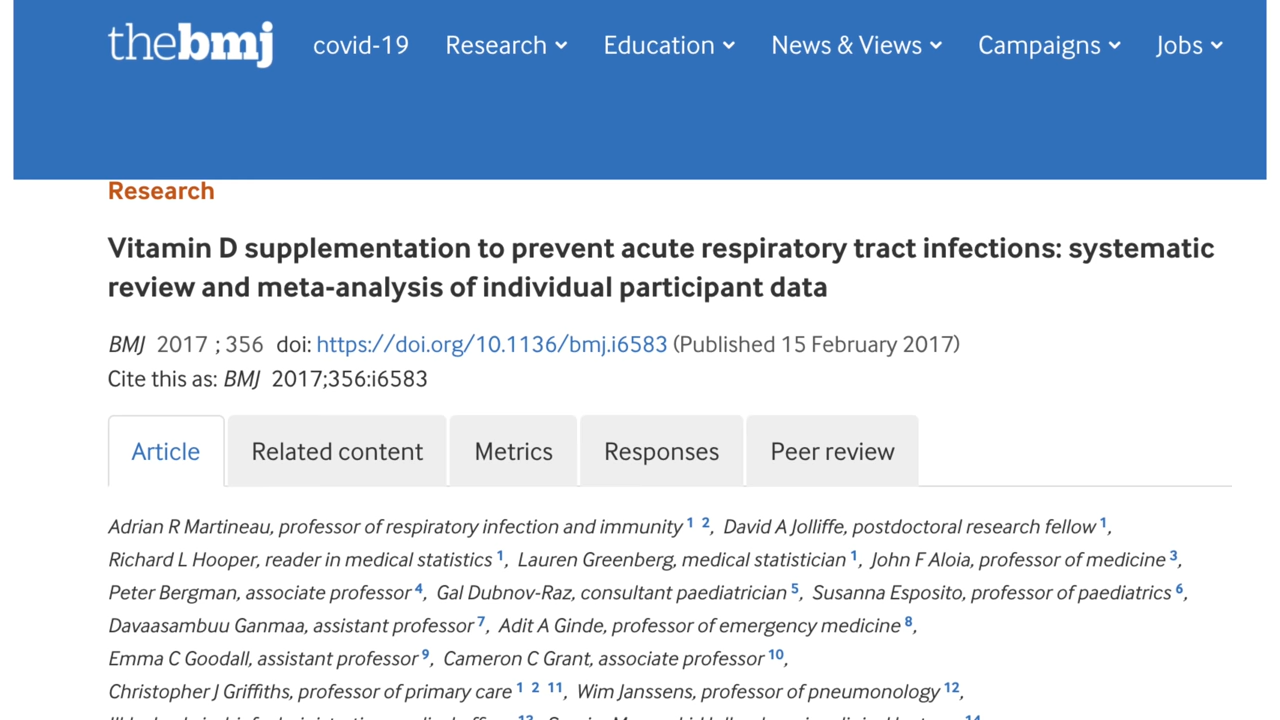 thebmj covid-19 Research Education News & Views Campaigns Jobs
Research
Vitamin D supplementation to prevent acute respiratory tract infections: systematic
review and meta-analysis of individual participant data
BMJ 2017 ; 356 doi: https://doi.org/10.1136/bmj.i6583 (Published 15 February 2017)
Cite this as: BMJ 2017;356:i6583
Article Related content Metrics Responses Peer review
Adrian R Martineau, professor of respiratory infection and immunity 1 2, David A Jolliffe, postdoctoral research fellow 1,
Richard L Hooper, reader in medical statistics 1, Lauren Greenberg, medical statistician 1, John F Aloia, professor of medicine 3,
Peter Bergman, associate professor 4, Gal Dubnov-Raz, consultant paediatrician 5, Susanna Esposito, professor of paediatrics 6,
Davaasambuu Ganmaa, assistant professor 7, Adit A Ginde, professor of emergency medicine 8,
Emma C Goodall, assistant professor 9, Cameron C Grant, associate professor 10,
Christopher J Griffiths, professor of primary care 1 2 11, Wim Janssens, professor of pneumonology 12,
13 14